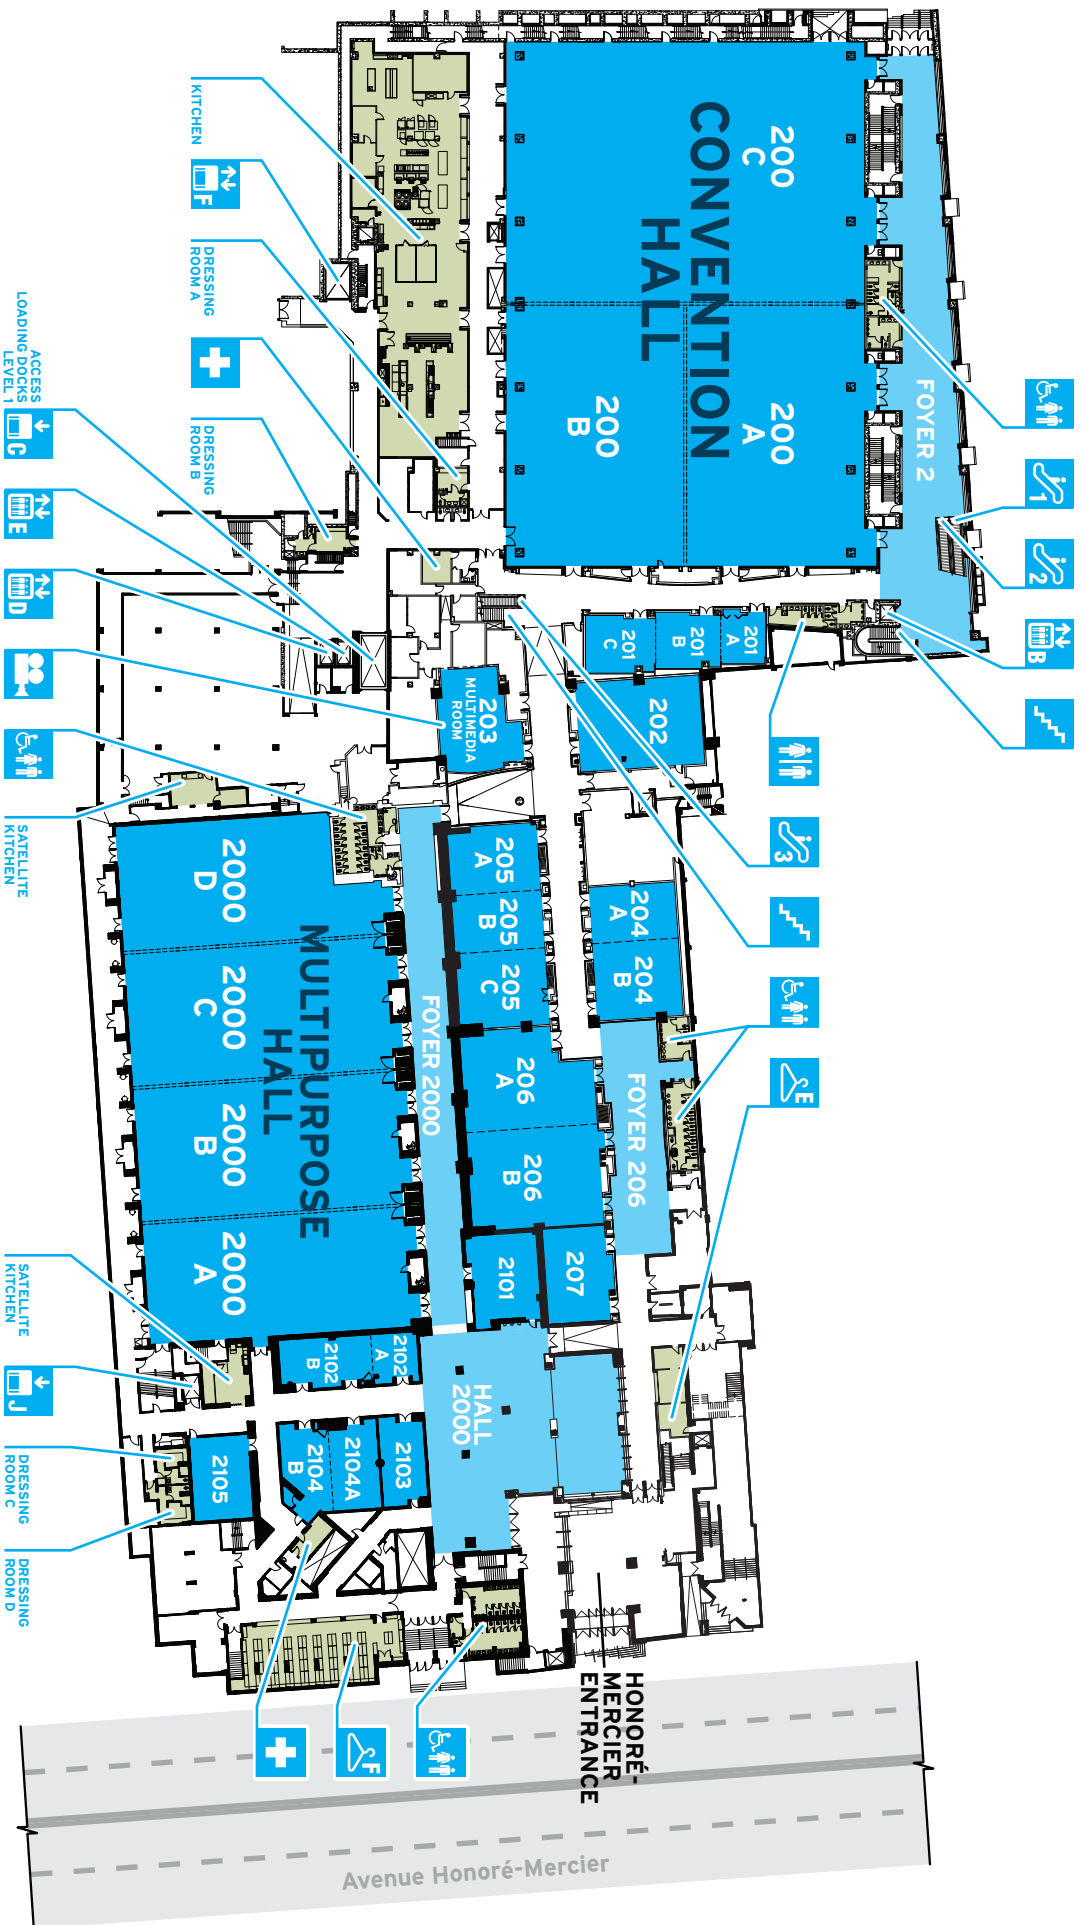 CONVENTION
HALL
200
C
200
A
200
B
FOYER 2
1
2
B
3
E
KITCHEN
F
DRESSING
ROOM A
DRESSING
ROOM B
ACCESS
LOADING DOCKS
LEVEL 1
C
E
D
SATELLITE
KITCHEN
201
A
201
B
201
C
202
203
MULTIMEDIA
ROOM
204
A
204
B
205
A
205
B
205
C
206
A
206
B
FOYER 206
207
2101
FOYER 2000
MULTIPURPOSE
HALL
2000
D
2000
C
2000
B
2000
A
2102
A
2102
B
HALL
2000
2103
2104A
2104
B
2105
SATELLITE
KITCHEN
J
DRESSING
ROOM C
DRESSING
ROOM D
F
HONORÉ-
MERCIER
ENTRANCE
Avenue Honoré-Mercier